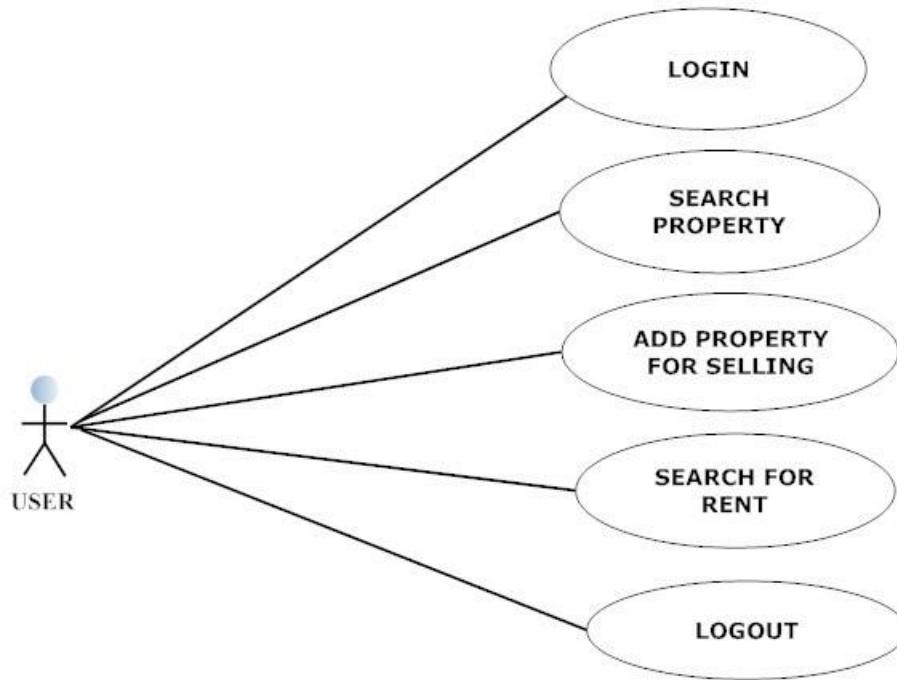 LOGIN
SEARCH
PROPERTY
ADD PROPERTY
FOR SELLING
SEARCH FOR
RENT
LOGOUT
USER